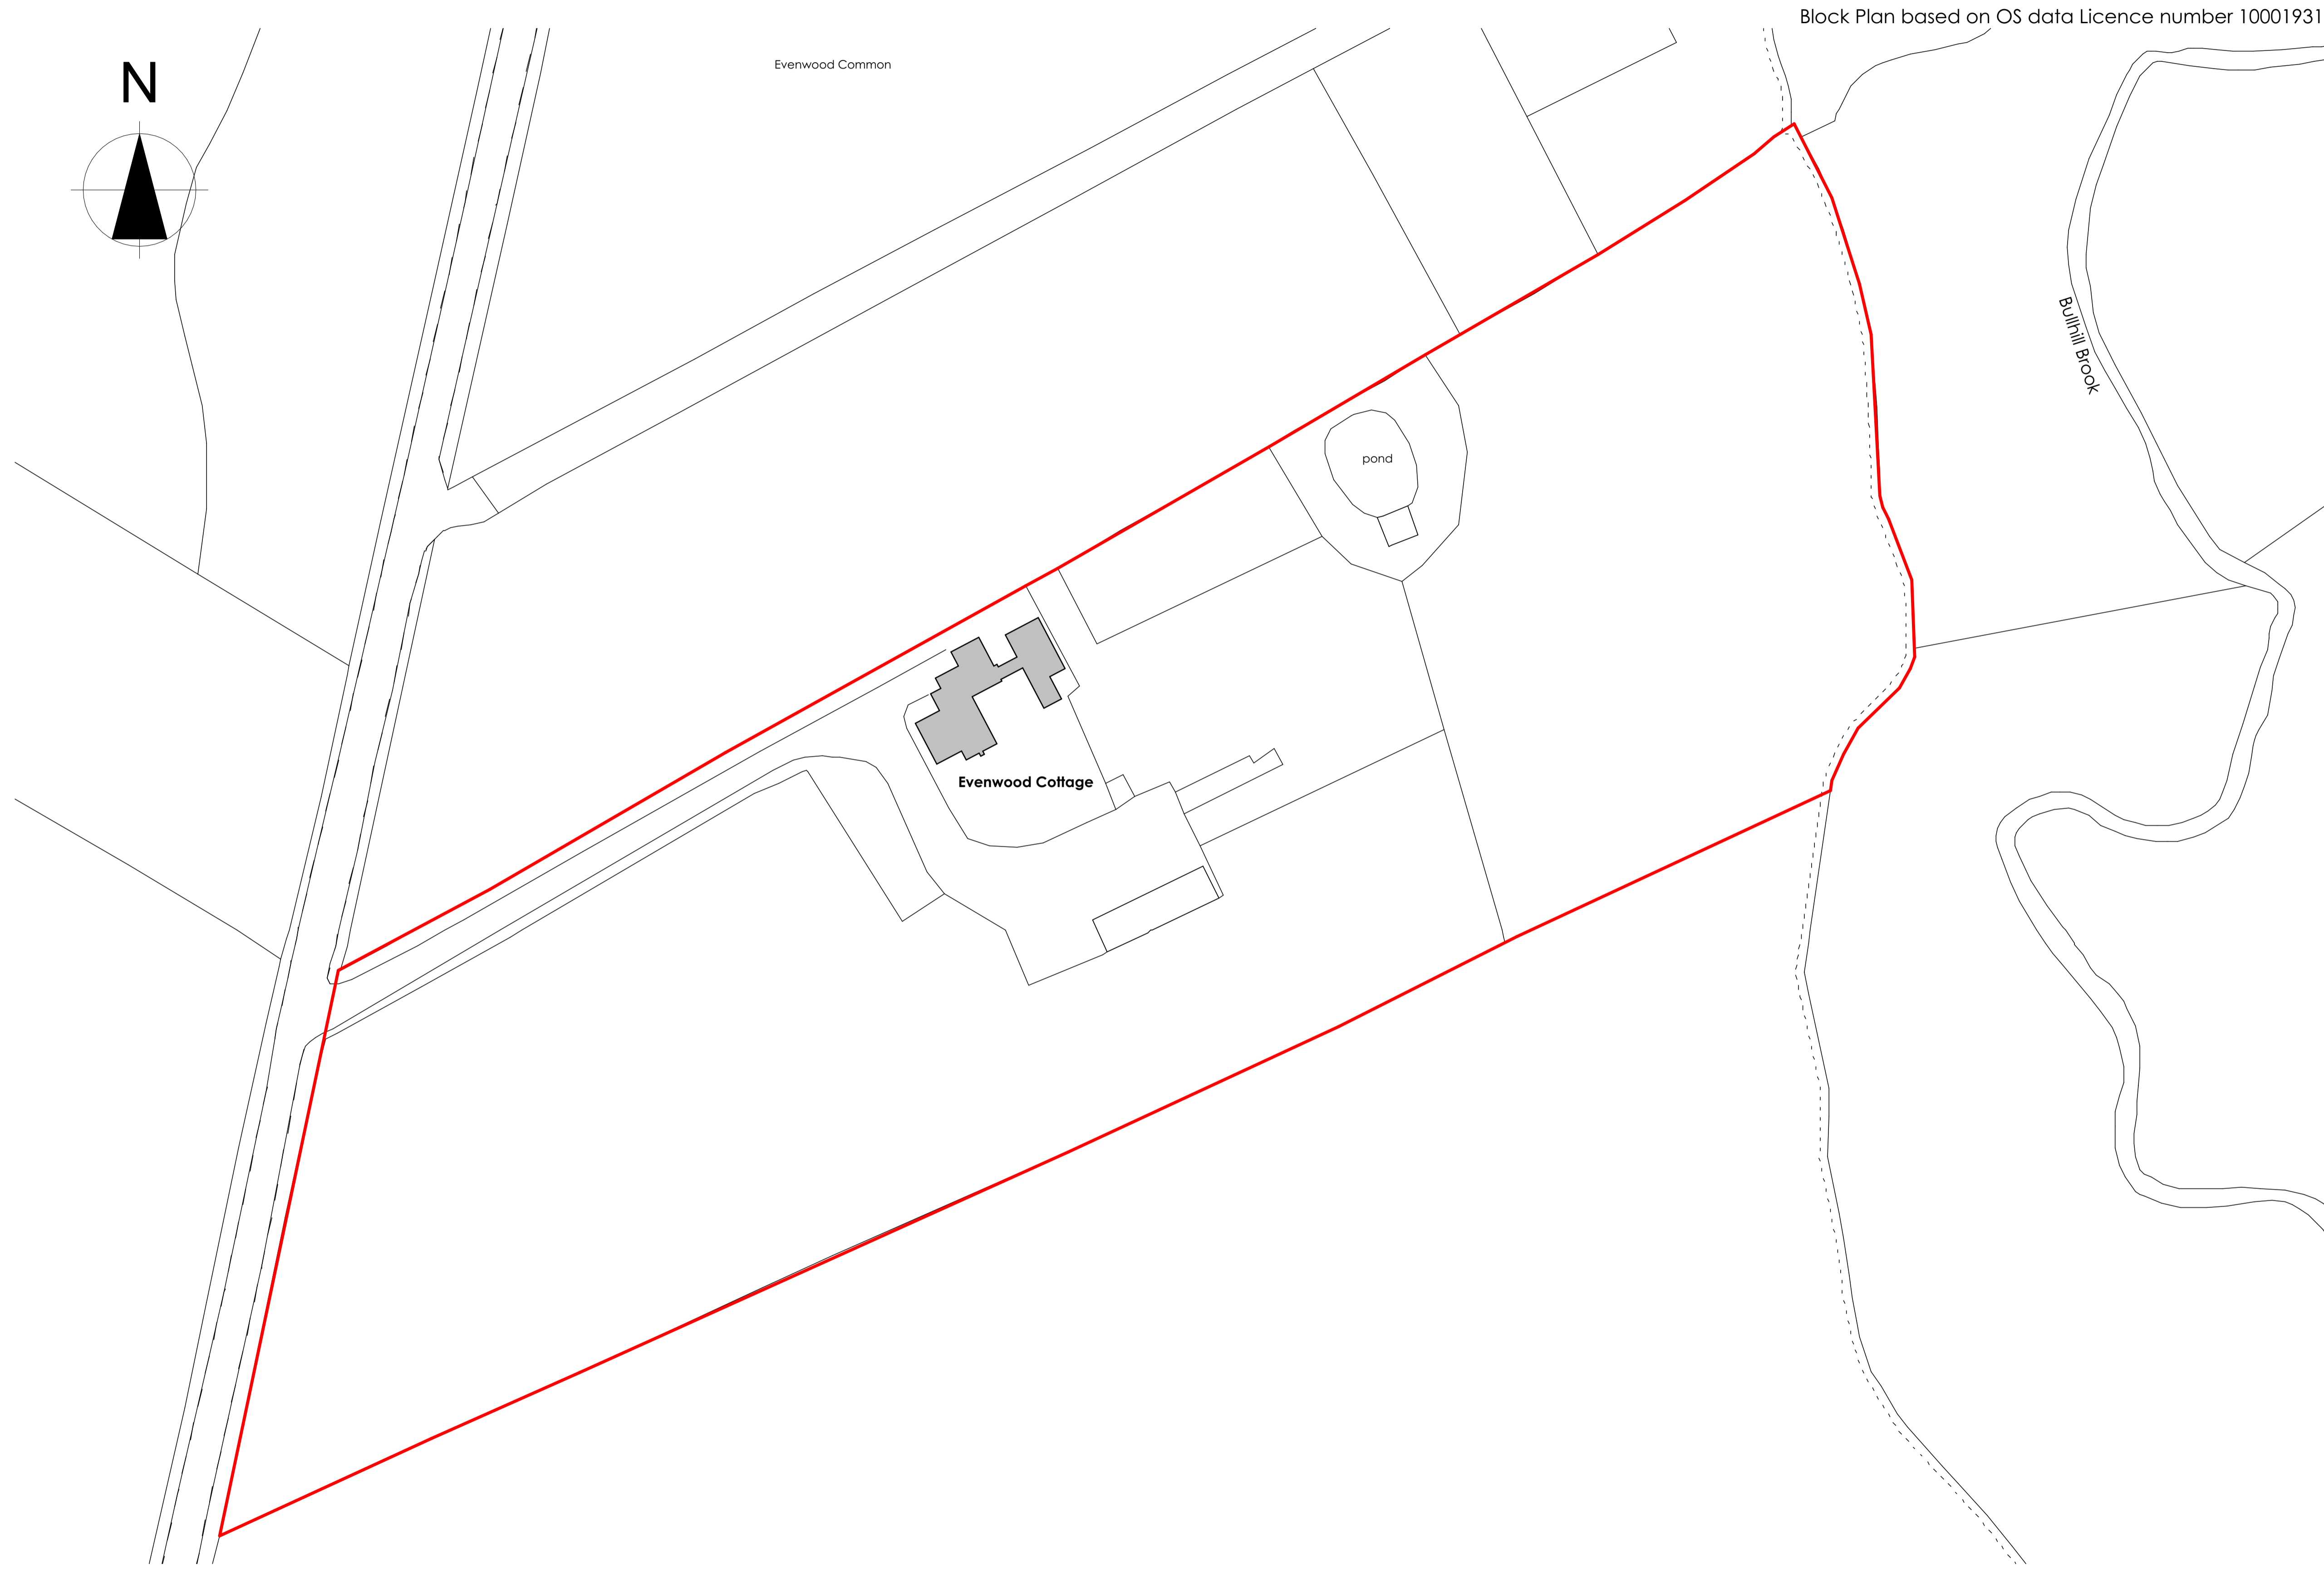 Block Plan based on OS data Licence number 10001931
N
Evenwood Common
Bullhill Brook
pond
Evenwood Cottage